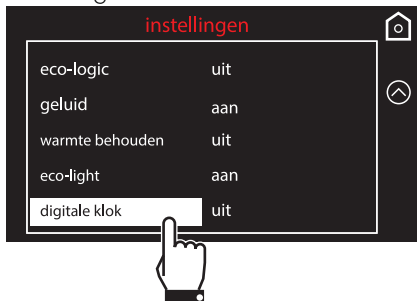 instellingen
eco-logic uit
geluid aan
warmte behouden uit
eco-light aan
digitale klok uit